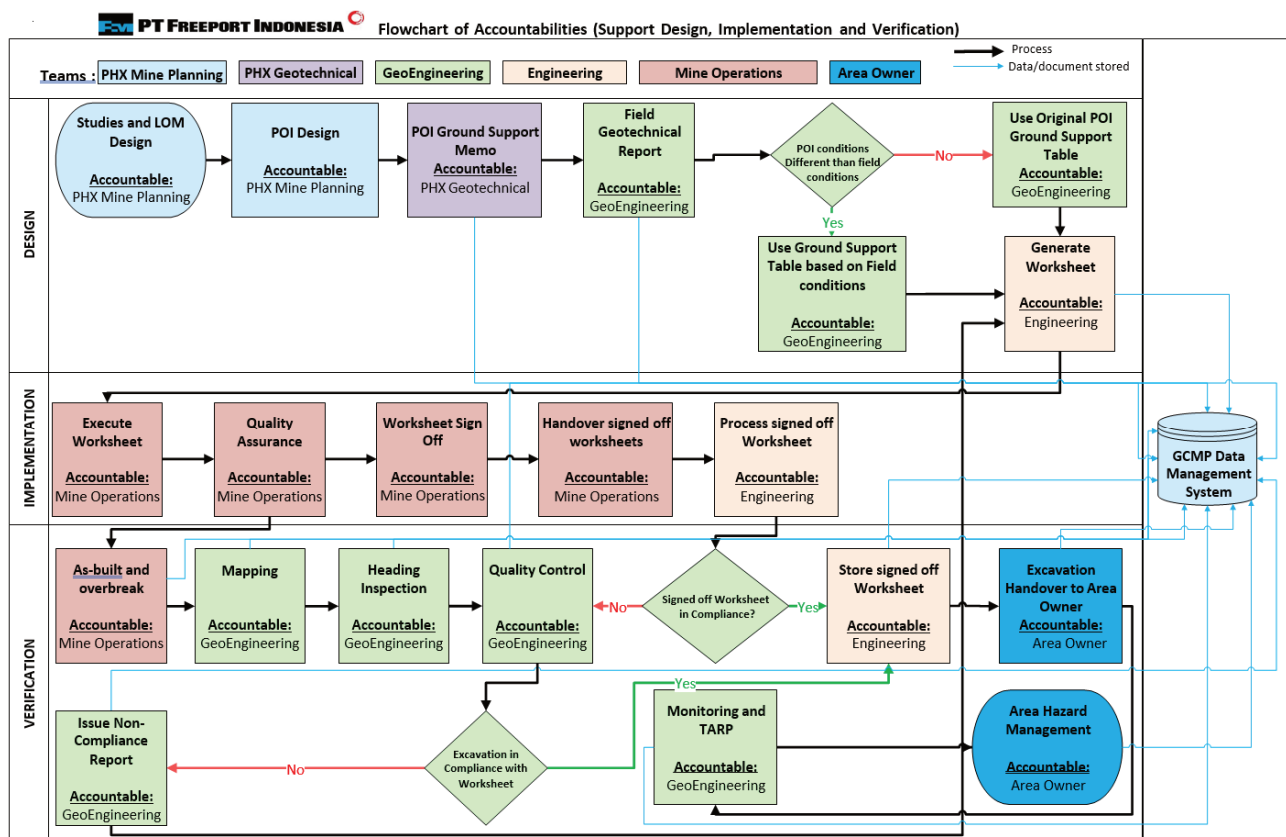 FCX PT FREEPORT INDONESIA
Flowchart of Accountabilities (Support Design, Implementation and Verification)
Process
Data/document stored
Teams :
PHX Mine Planning
PHX Geotechnical
GeoEngineering
Engineering
Mine Operations
Area Owner
DESIGN
Studies and LOM
Design
Accountable:
PHX Mine Planning
POI Design
Accountable:
PHX Mine Planning
POI Ground Support
Memo
Accountable:
PHX Geotechnical
Field
Geotechnical
Report
Accountable:
GeoEngineering
POI conditions
Different than field
conditions
No
Yes
Use Original POI
Ground Support
Table
Accountable:
GeoEngineering
Use Ground Support
Table based on Field
conditions
Accountable:
GeoEngineering
Generate
Worksheet
Accountable:
Engineering
IMPLEMENTATION
Execute
Worksheet
Accountable:
Mine Operations
Quality
Assurance
Accountable:
Mine Operations
Worksheet Sign
Off
Accountable:
Mine Operations
Handover signed off
worksheets
Accountable:
Mine Operations
Process signed off
Worksheet
Accountable:
Engineering
GCMP Data
Management
System
VERIFICATION
As-built and
overbreak
Accountable:
Mine Operations
Mapping
Accountable:
GeoEngineering
Heading
Inspection
Accountable:
GeoEngineering
Quality Control
Accountable:
GeoEngineering
No
Signed off Worksheet
in Compliance?
Yes
Store signed off
Worksheet
Accountable:
Engineering
Excavation
Handover to Area
Owner
Accountable:
Area Owner
Issue Non-
Compliance
Report
Accountable:
GeoEngineering
No
Excavation in
Compliance with
Worksheet
Yes
Monitoring and
TARP
Accountable:
GeoEngineering
Area Hazard
Management
Accountable:
Area Owner